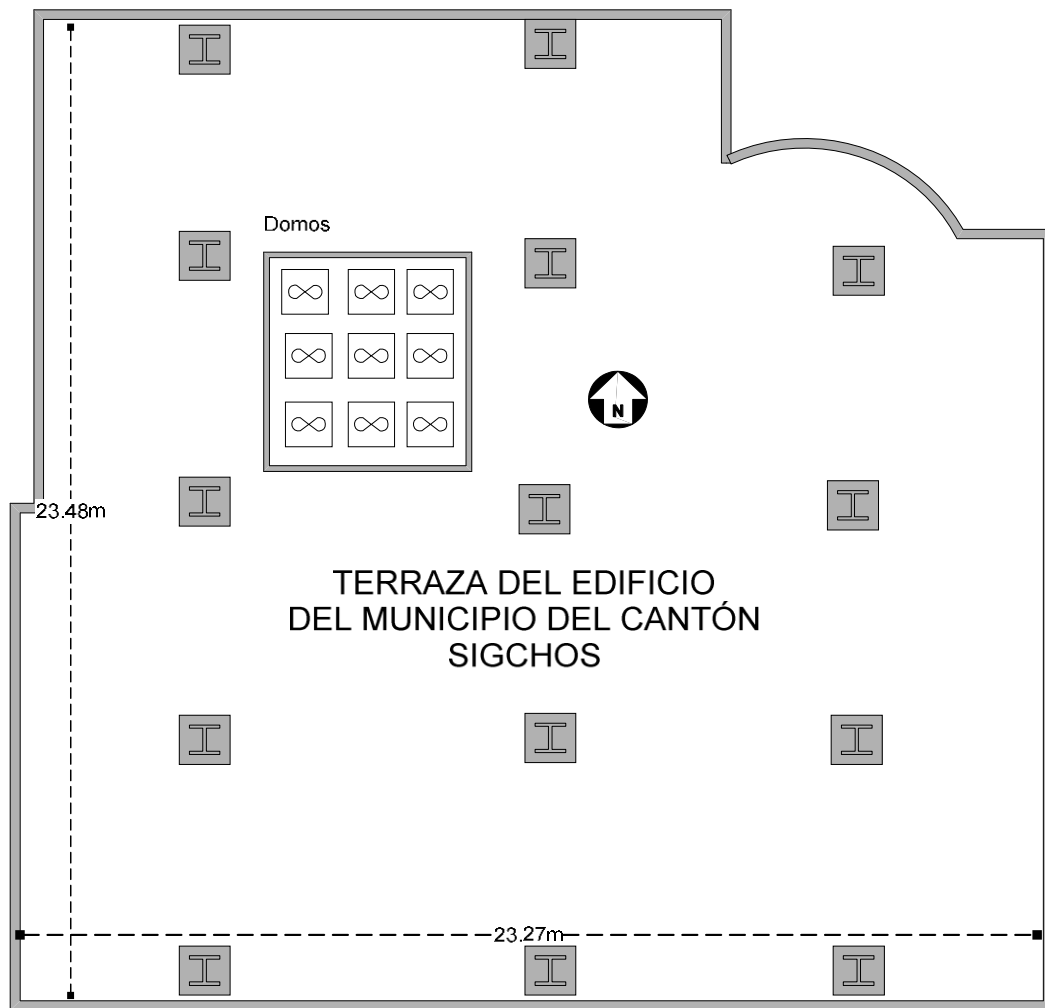 Domos
N
23.48m
TERRAZA DEL EDIFICIO
DEL MUNICIPIO DEL CANTÓN
SIGCHOS
23.27m